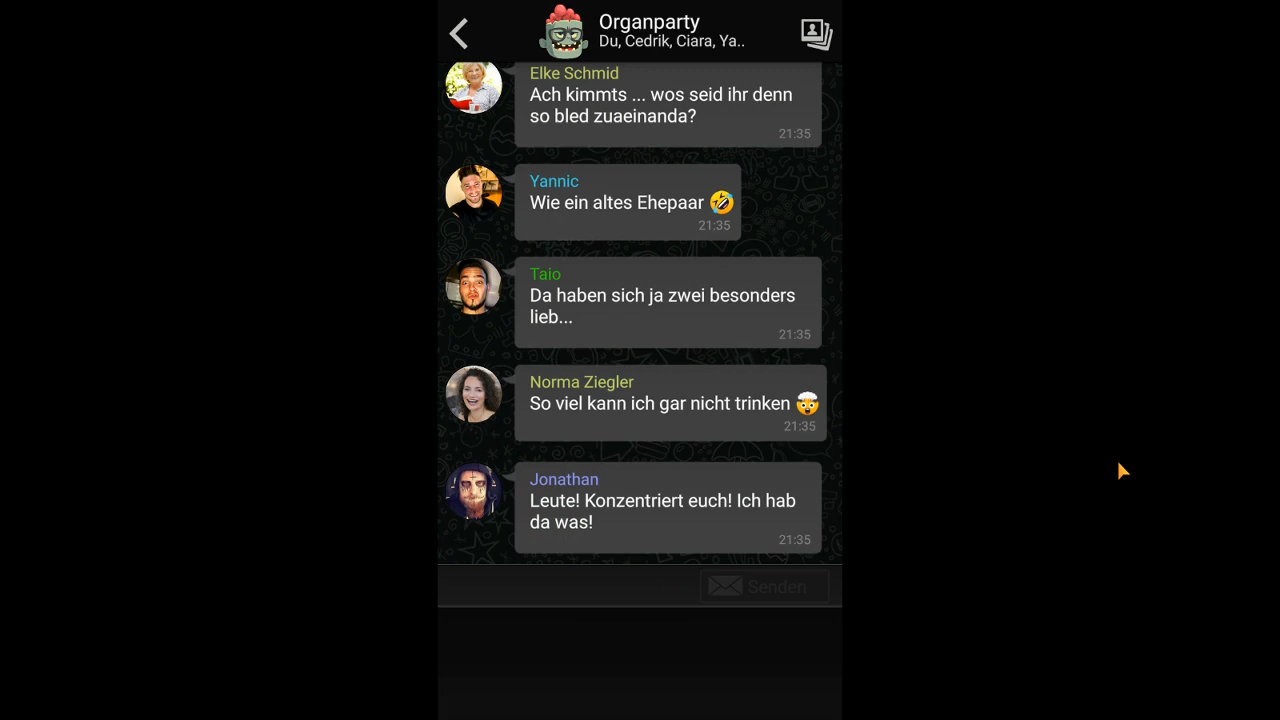 Organparty
Du, Cedrik, Ciara, Ya..
Elke Schmid
Ach kimmts ... wos seid ihr denn
so bled zuaeinanda?
21:35
Yannic
Wie ein altes Ehepaar 🤣
21:35
Taio
Da haben sich ja zwei besonders
lieb...
21:35
Norma Ziegler
So viel kann ich gar nicht trinken 🤯
21:35
Jonathan
Leute! Konzentriert euch! Ich hab
da was!
21:35
Senden